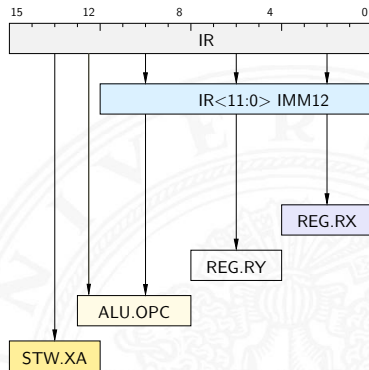 15 12 8 4 0
IR
IR<11:0> IMM12
REG.RX
REG.RY
ALU.OPC
STW.XA